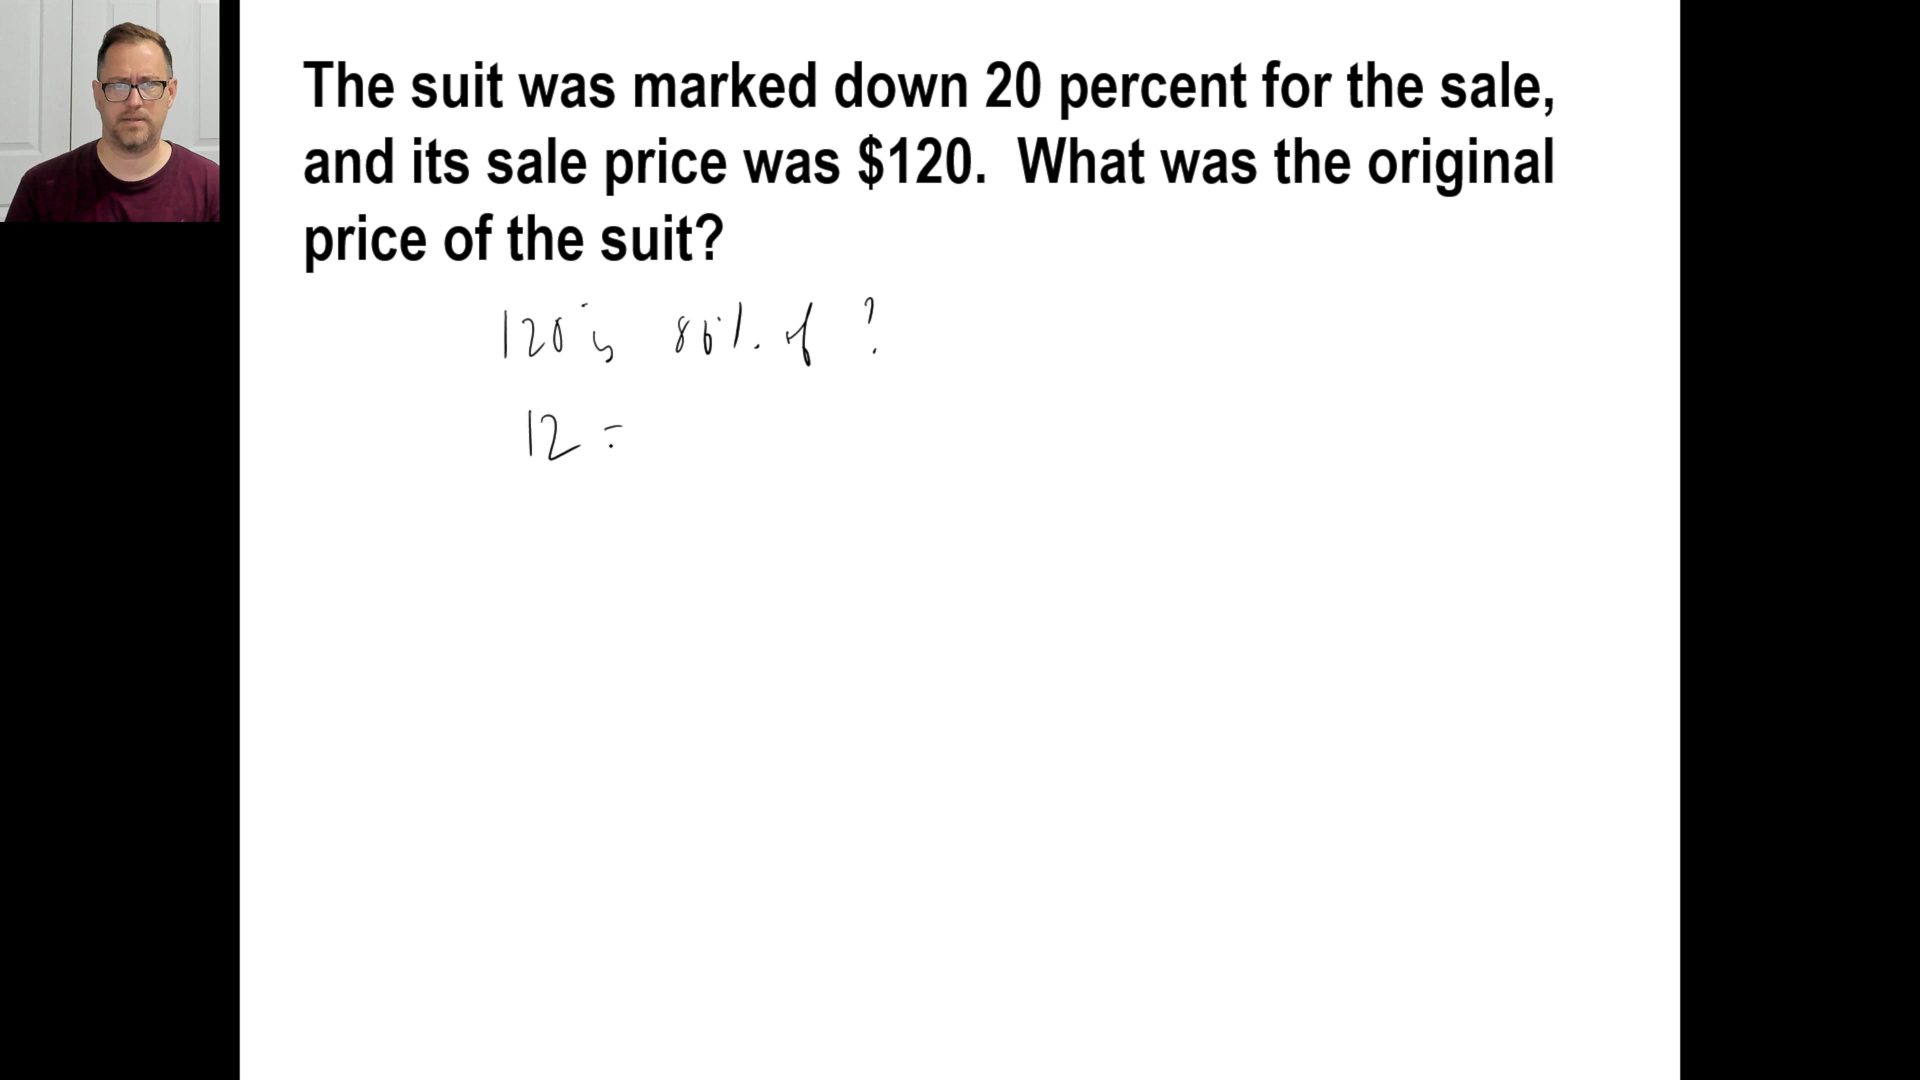 The suit was marked down 20 percent for the sale,
and its sale price was $120. What was the original
price of the suit?
120 is 80% of ?
12 =